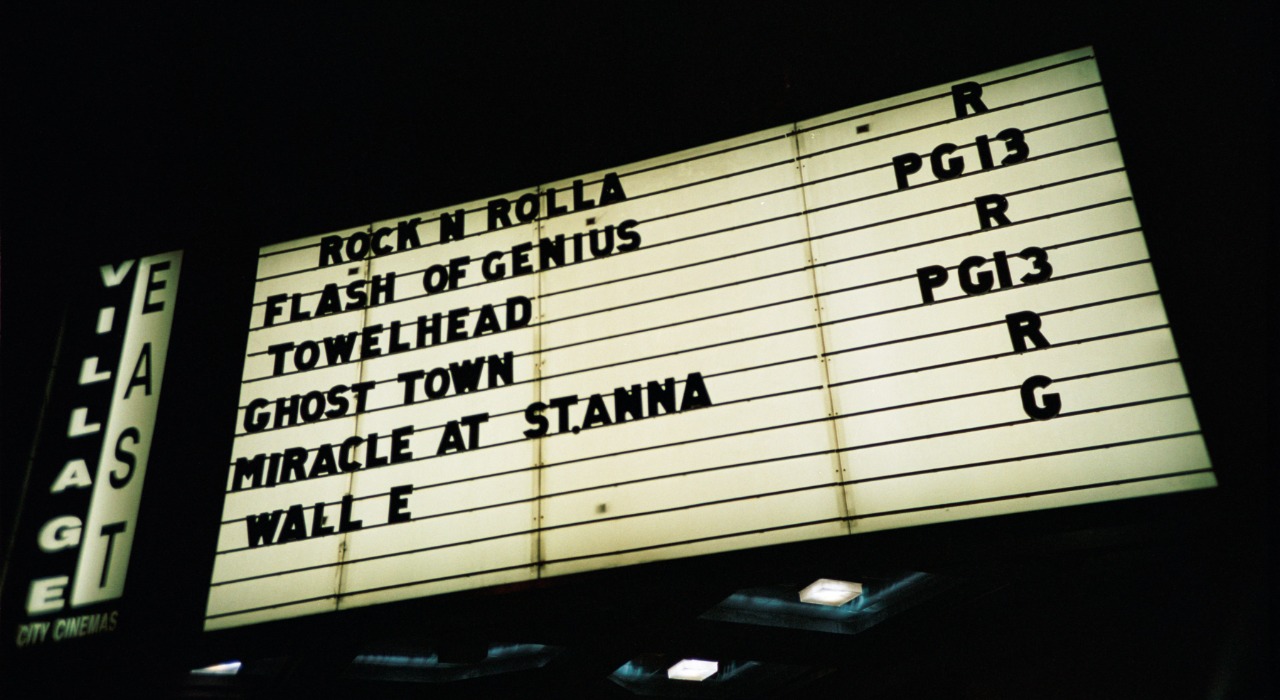 VILLAGE
EAST
CITY CINEMAS
ROCK N ROLLA R
FLASH OF GENIUS PG13
TOWELHEAD R
GHOST TOWN PG13
MIRACLE AT ST.ANNA R
WALL E G